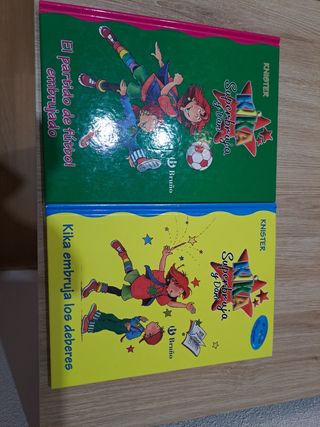 KNISTER
KIKA
Superbruja
y Dani
El partido de fútbol
embrujado
Bruño
KNISTER
KIKA
Superbruja
y Dani
Kika embruja los deberes
Bruño